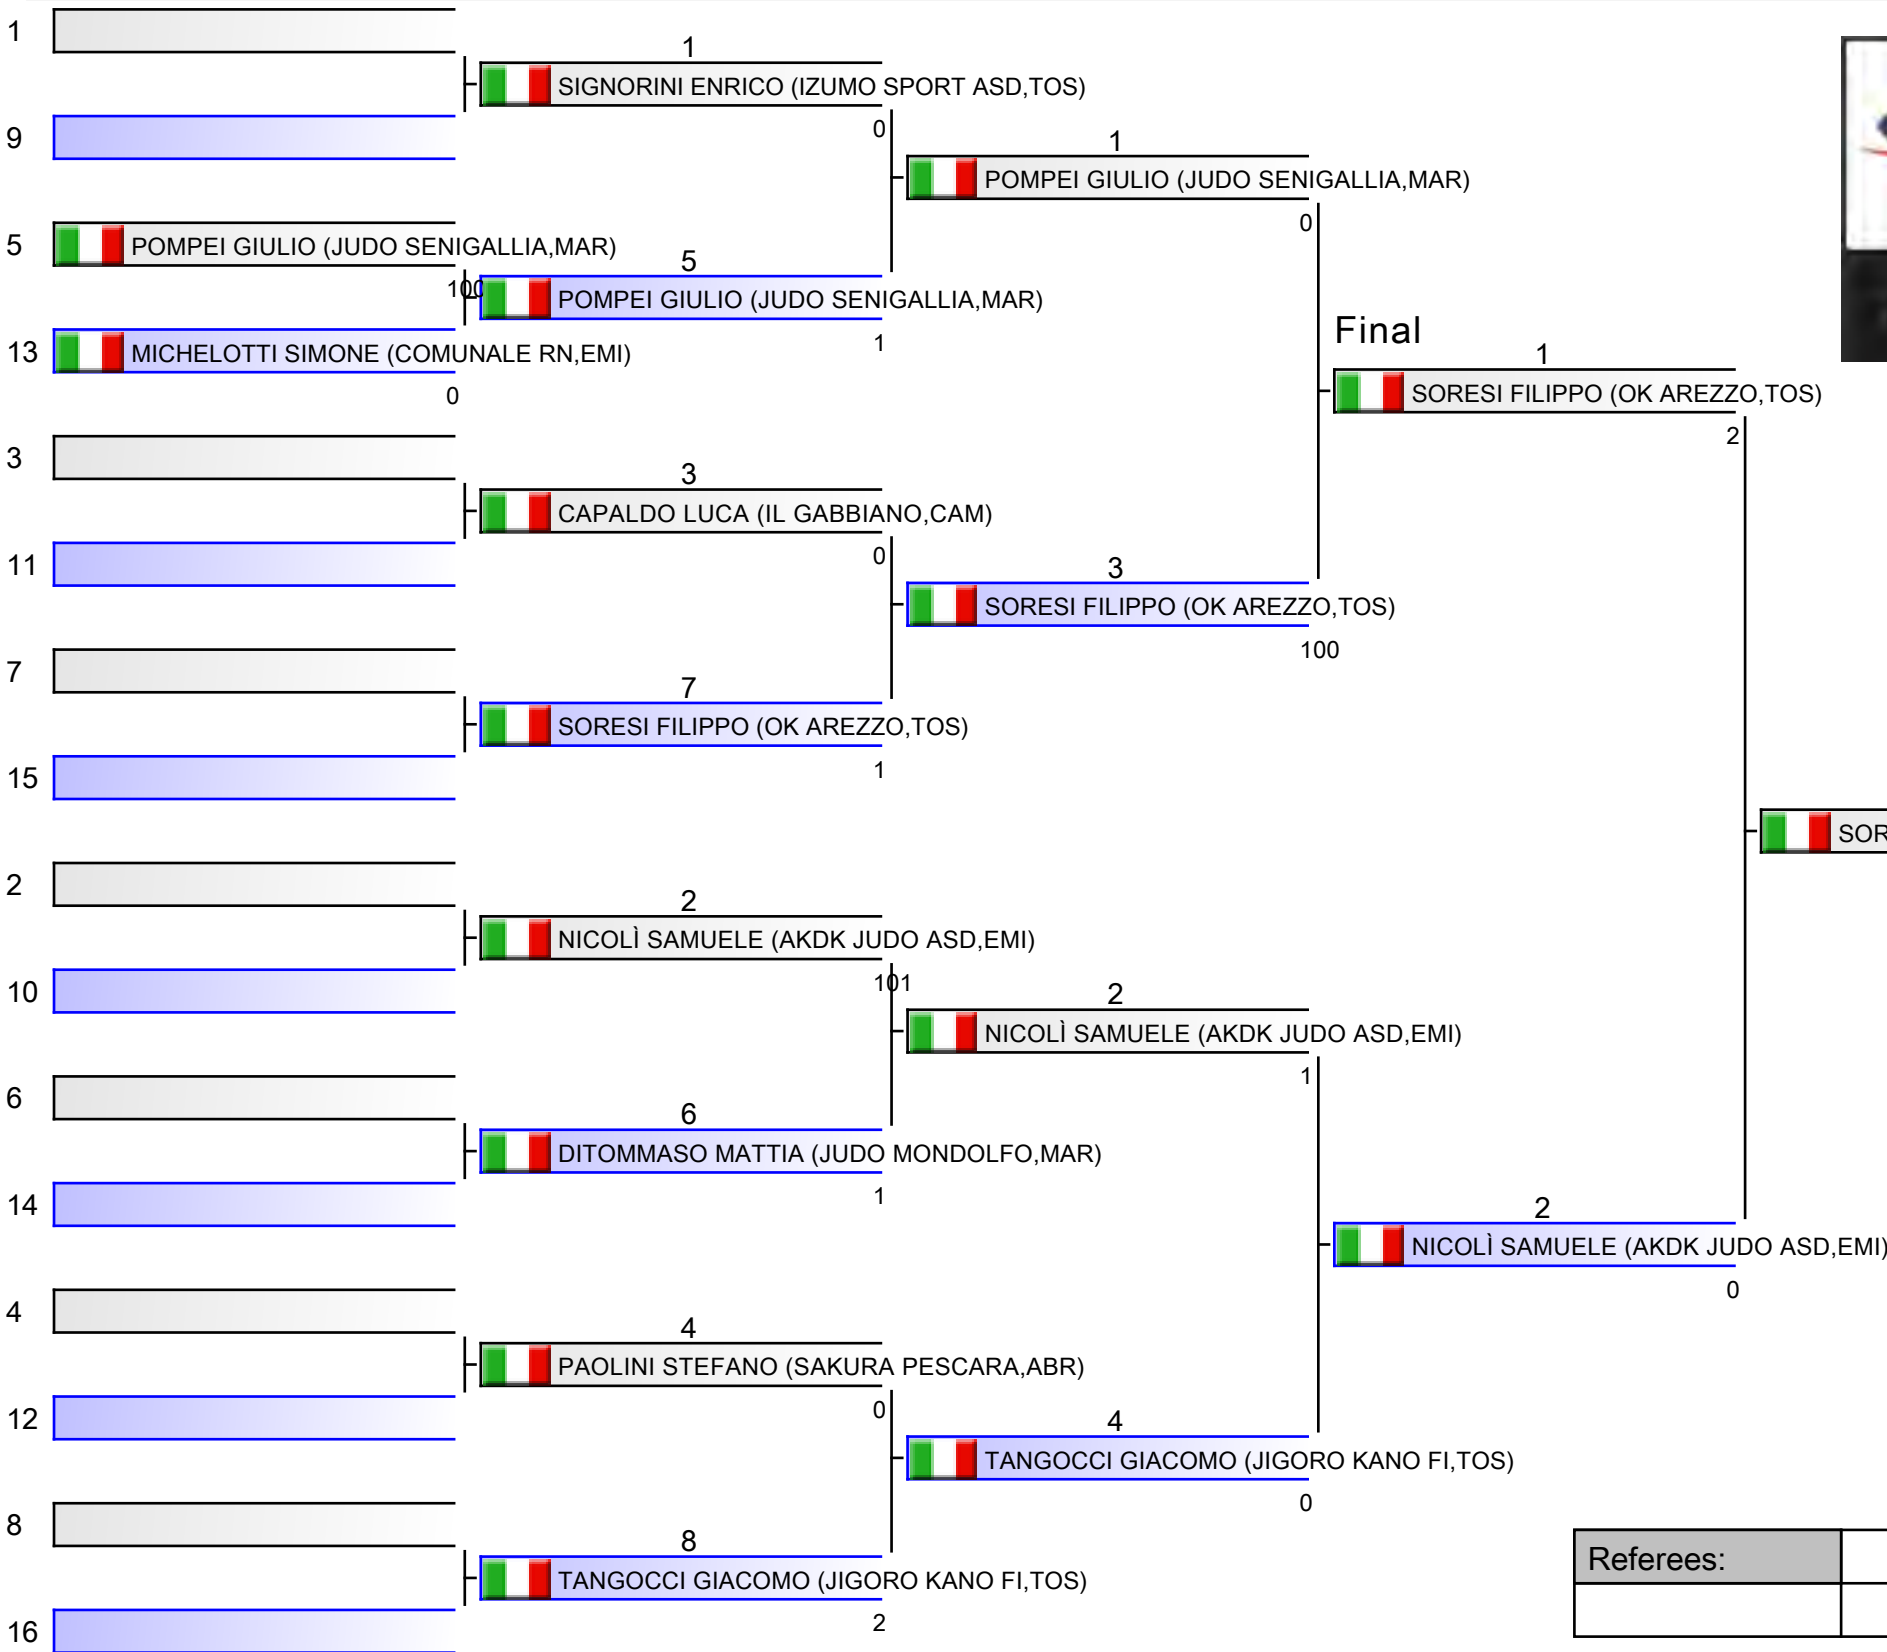 1
1
SIGNORINI ENRICO (IZUMO SPORT ASD,TOS)
0
9
1
POMPEI GIULIO (JUDO SENIGALLIA,MAR)
0
5
POMPEI GIULIO (JUDO SENIGALLIA,MAR)
100
5
POMPEI GIULIO (JUDO SENIGALLIA,MAR)
1
13
MICHELOTTI SIMONE (COMUNALE RN,EMI)
0
Final
1
SORESI FILIPPO (OK AREZZO,TOS)
2
3
3
CAPALDO LUCA (IL GABBIANO,CAM)
0
11
3
SORESI FILIPPO (OK AREZZO,TOS)
100
7
7
SORESI FILIPPO (OK AREZZO,TOS)
1
15
SOR
2
2
NICOLÌ SAMUELE (AKDK JUDO ASD,EMI)
101
10
2
NICOLÌ SAMUELE (AKDK JUDO ASD,EMI)
1
6
6
DITOMMASO MATTIA (JUDO MONDOLFO,MAR)
1
14
2
NICOLÌ SAMUELE (AKDK JUDO ASD,EMI)
0
4
4
PAOLINI STEFANO (SAKURA PESCARA,ABR)
0
12
4
TANGOCCI GIACOMO (JIGORO KANO FI,TOS)
0
8
8
TANGOCCI GIACOMO (JIGORO KANO FI,TOS)
2
16
Referees: